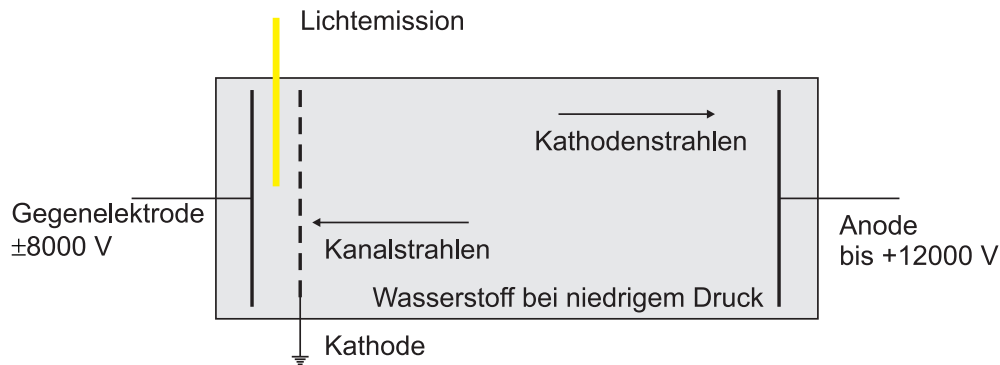 Lichtemission
Kathodenstrahlen
Gegenelektrode
±8000 V
Kanalstrahlen
Anode
bis +12000 V
Wasserstoff bei niedrigem Druck
Kathode